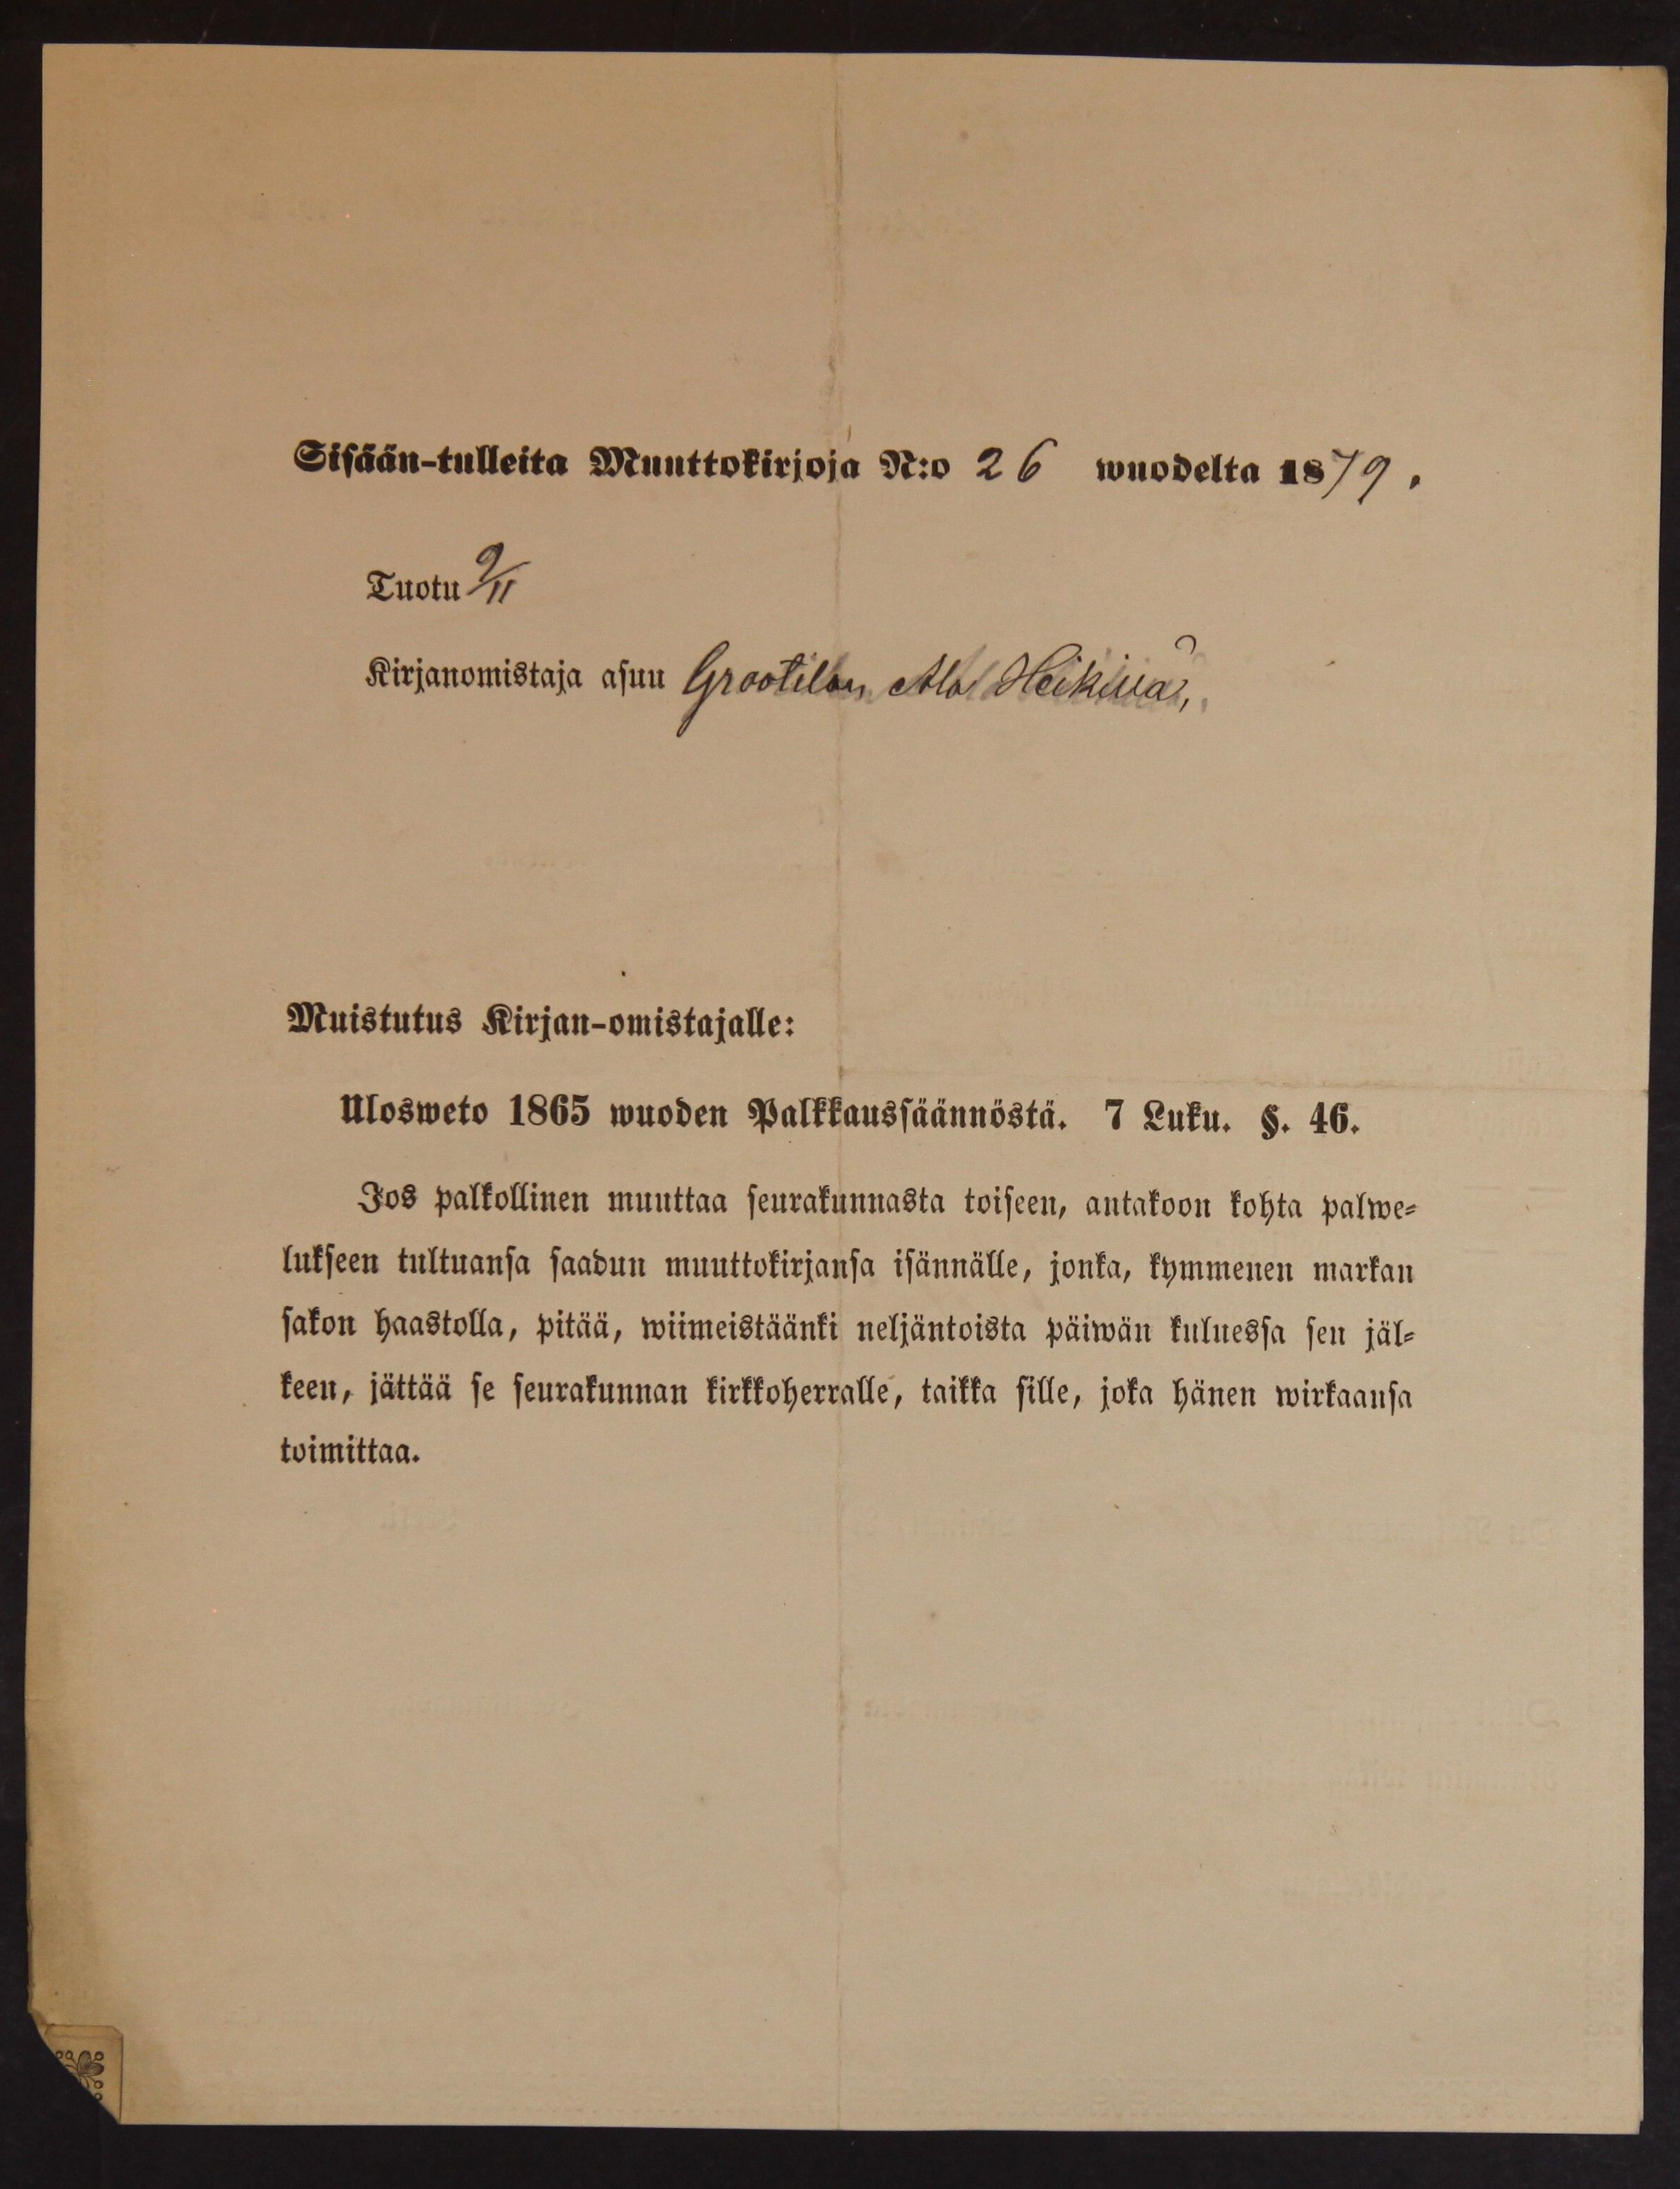 Sisään-tulleita Muuttokirjoja N:o 26 wuodelta 1879.
Tuotu 9/11
Kirjanomistaja asuu Grootilan Ala
Muistutus Kirjan-omistajalle:
Ulosweto 1865 wuoden Palkkaussäännöstä. 7 Luku. §. 46.
Jos palkollinen muuttaa seurakunnasta toiseen, antakoon kohta palwe-
lukseen tultuansa saadun muuttokirjansa isännälle, jonka, kymmenen markan
sakon haastolla, pitää, wiimeistäänki neljäntoista päiwän kuluessa sen jäl-
keen, jättää se seurakunnan kirkkoherralle, taikka sille, joka hänen wirkaansa
toimittaa.